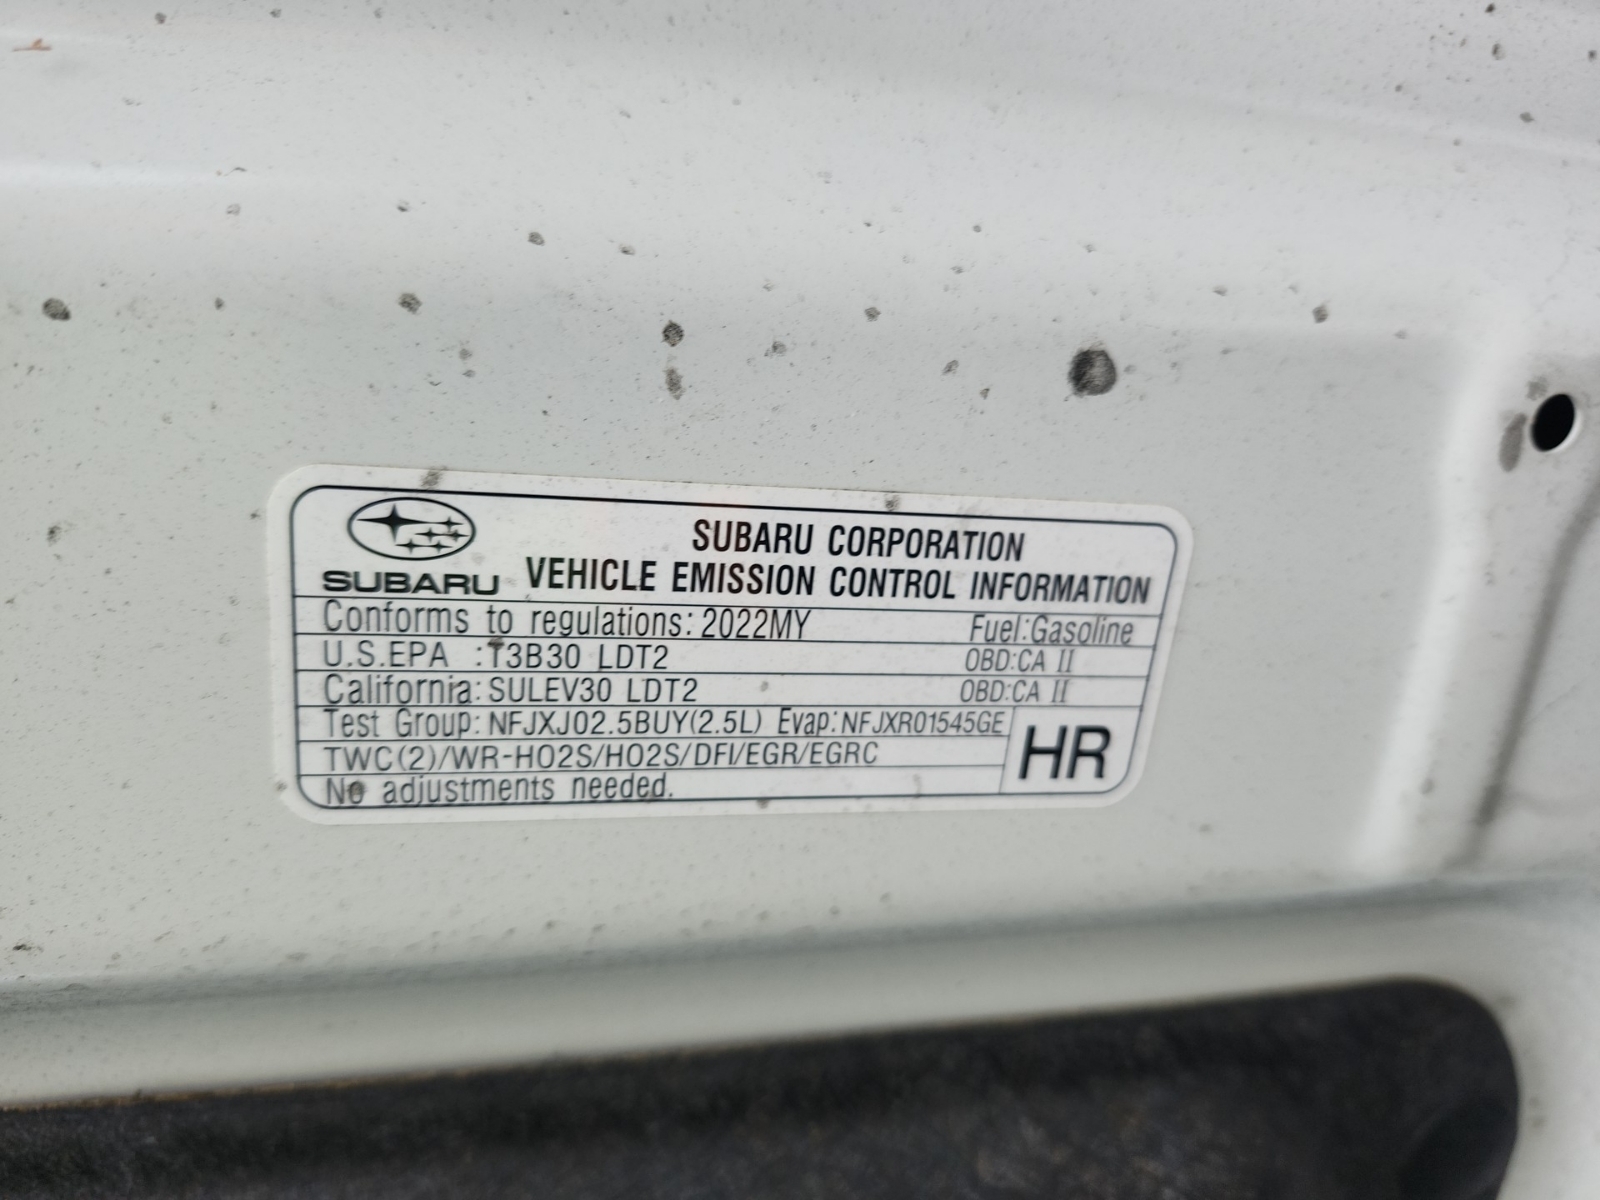 SUBARU CORPORATION
SUBARU VEHICLE EMISSION CONTROL INFORMATION
Conforms to regulations: 2022MY Fuel:Gasoline
U.S.EPA :T3B30 LDT2 OBD:CA II
California: SULEV30 LDT2 OBD:CA II
Test Group: NFJXJ02.5BUY(2.5L) Evap:NFJXR01545GE
TWC(2)/WR-HO2S/HO2S/DFI/EGR/EGRC
HR
No adjustments needed.